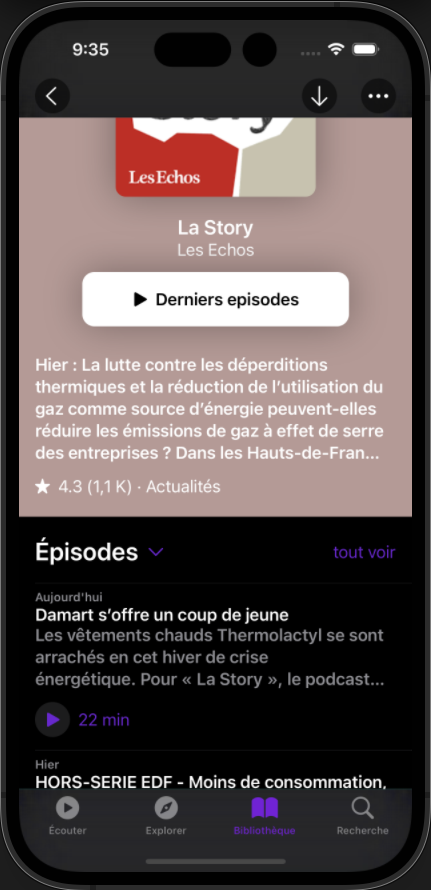 9:35
Story
Les Echos
La Story
Les Echos
Derniers episodes
Hier : La lutte contre les déperditions
thermiques et la réduction de l’utilisation du
gaz comme source d’énergie peuvent-elles
réduire les émissions de gaz à effet de serre
des entreprises ? Dans les Hauts-de-Fran...
4.3 (1,1 K) · Actualités
Épisodes
tout voir
Aujourd'hui
Damart s’offre un coup de jeune
Les vêtements chauds Thermolactyl se sont
arrachés en cet hiver de crise
énergétique. Pour « La Story », le podcast...
22 min
Hier
HORS-SERIE EDF - Moins de consommation,
Écouter
Explorer
Bibliothèque
Recherche